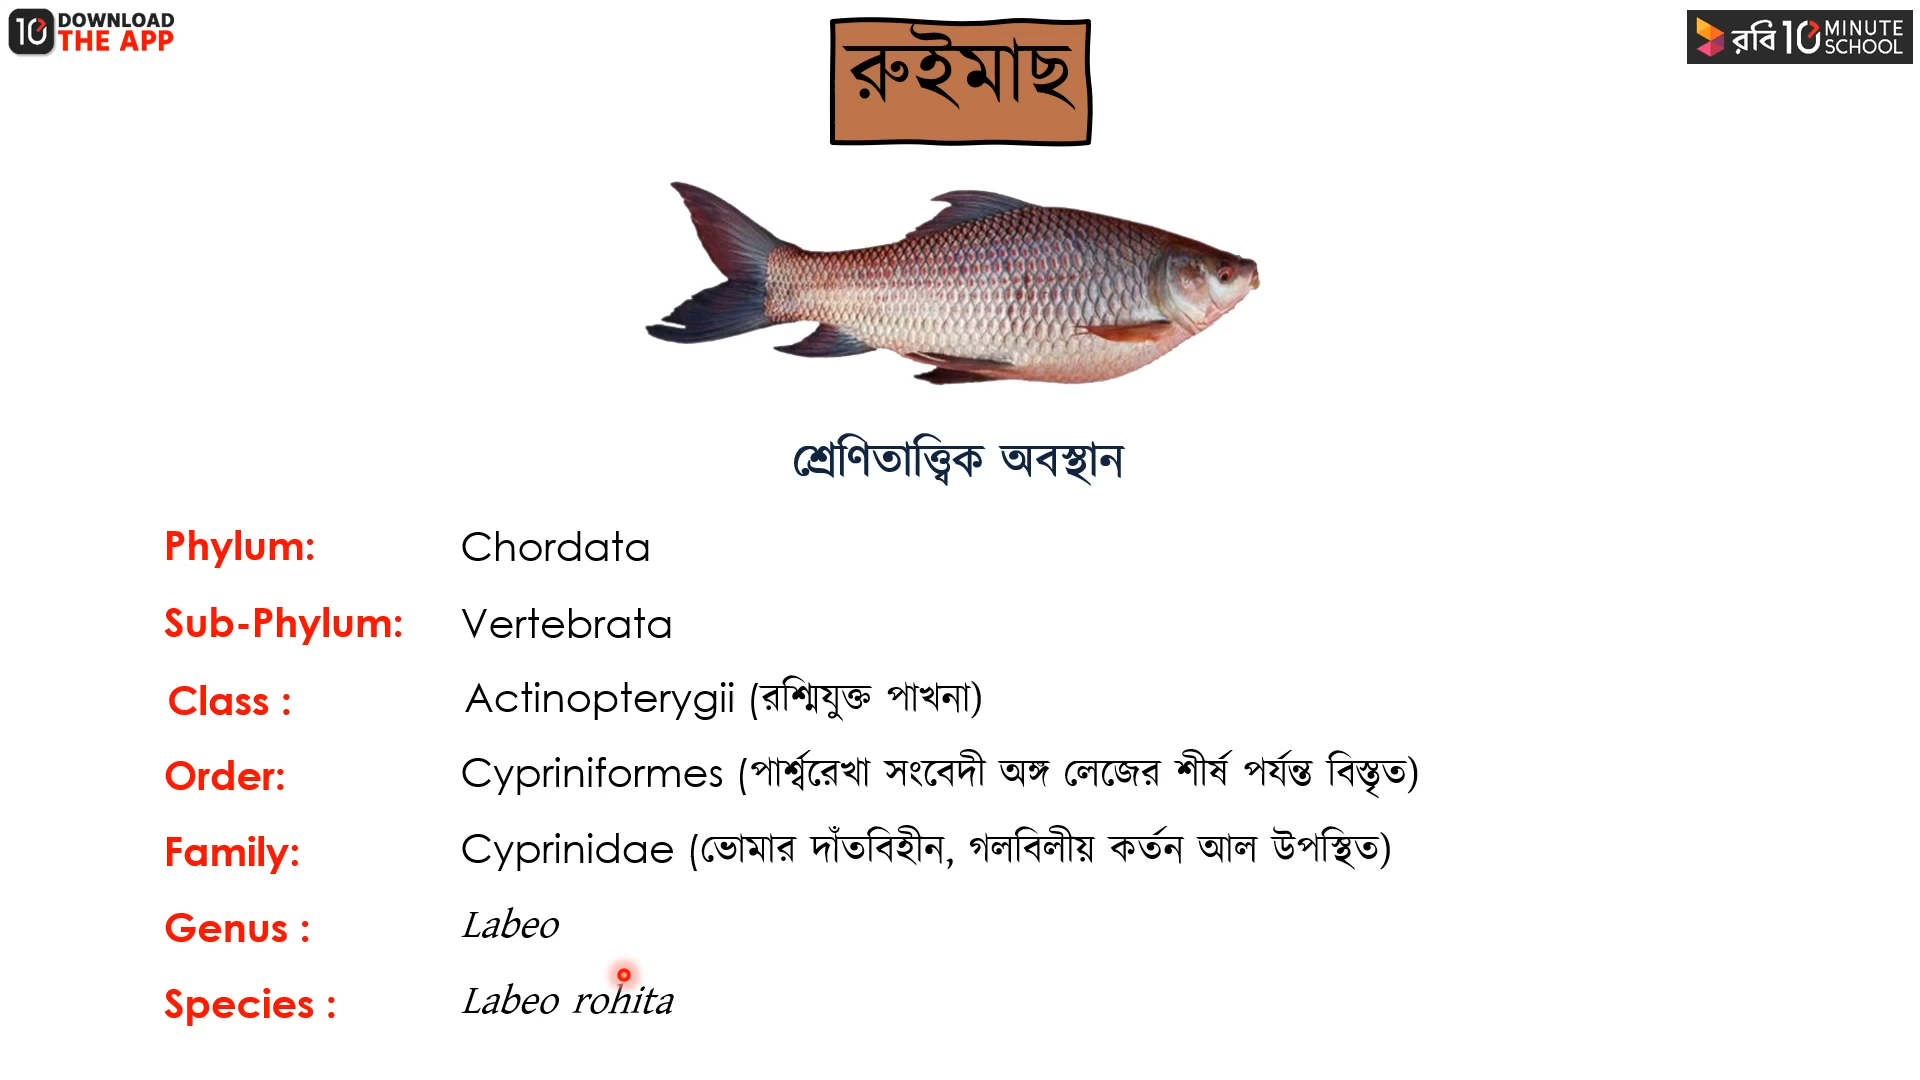 10 DOWNLOAD
THE APP
রবি 10 MINUTE
SCHOOL
রুইমাছ
শ্রেণিতাত্ত্বিক অবস্থান
Phylum: Chordata
Sub-Phylum: Vertebrata
Class : Actinopterygii (রশ্মিযুক্ত পাখনা)
Order: Cypriniformes (পার্শ্বরেখা সংবেদী অঙ্গ লেজের শীর্ষ পর্যন্ত বিস্তৃত)
Family: Cyprinidae (ভোমার দাঁতবিহীন, গলবিলীয় কর্তন আল উপস্থিত)
Genus : Labeo
Species : Labeo rohita